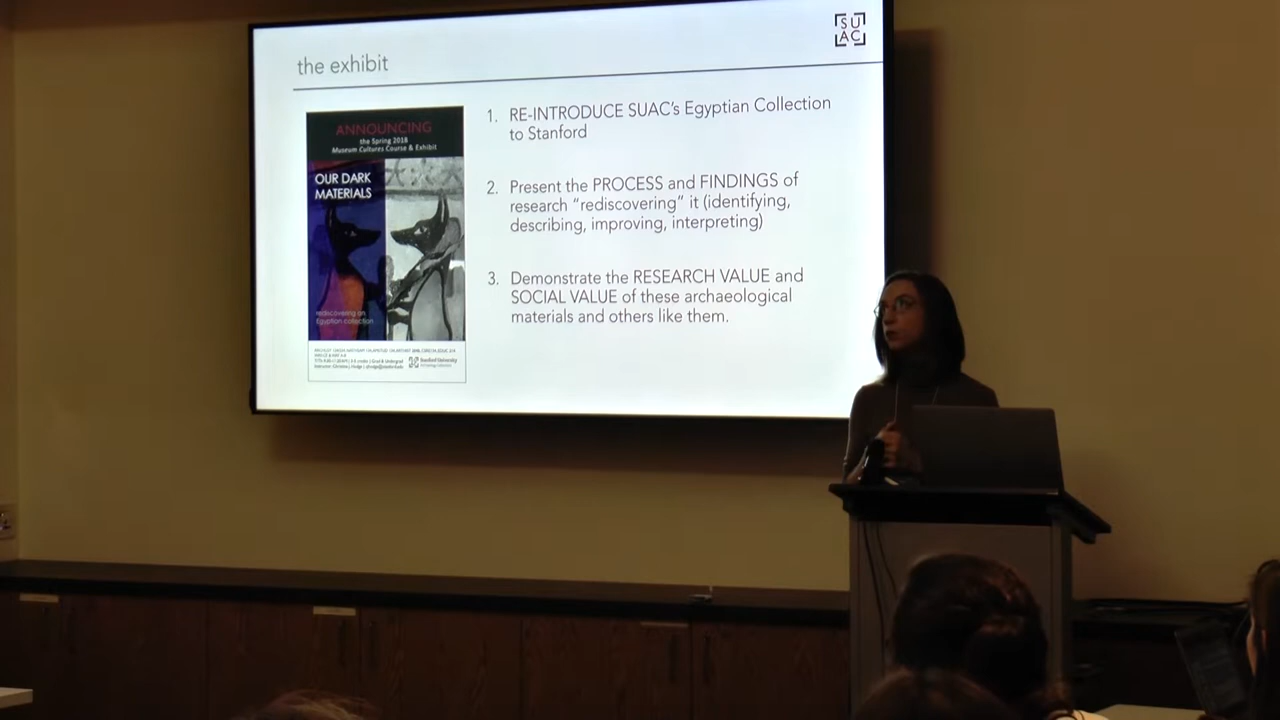 SU
AC
the exhibit
ANNOUNCING
the Spring 2018
Museum Cultures Course & Exhibit
OUR DARK
MATERIALS
rediscovering an
Egyptian collection
Stanford University
1. RE-INTRODUCE SUAC's Egyptian Collection
to Stanford
2. Present the PROCESS and FINDINGS of
research "rediscovering" it (identifying,
describing, improving, interpreting)
3. Demonstrate the RESEARCH VALUE and
SOCIAL VALUE of these archaeological
materials and others like them.